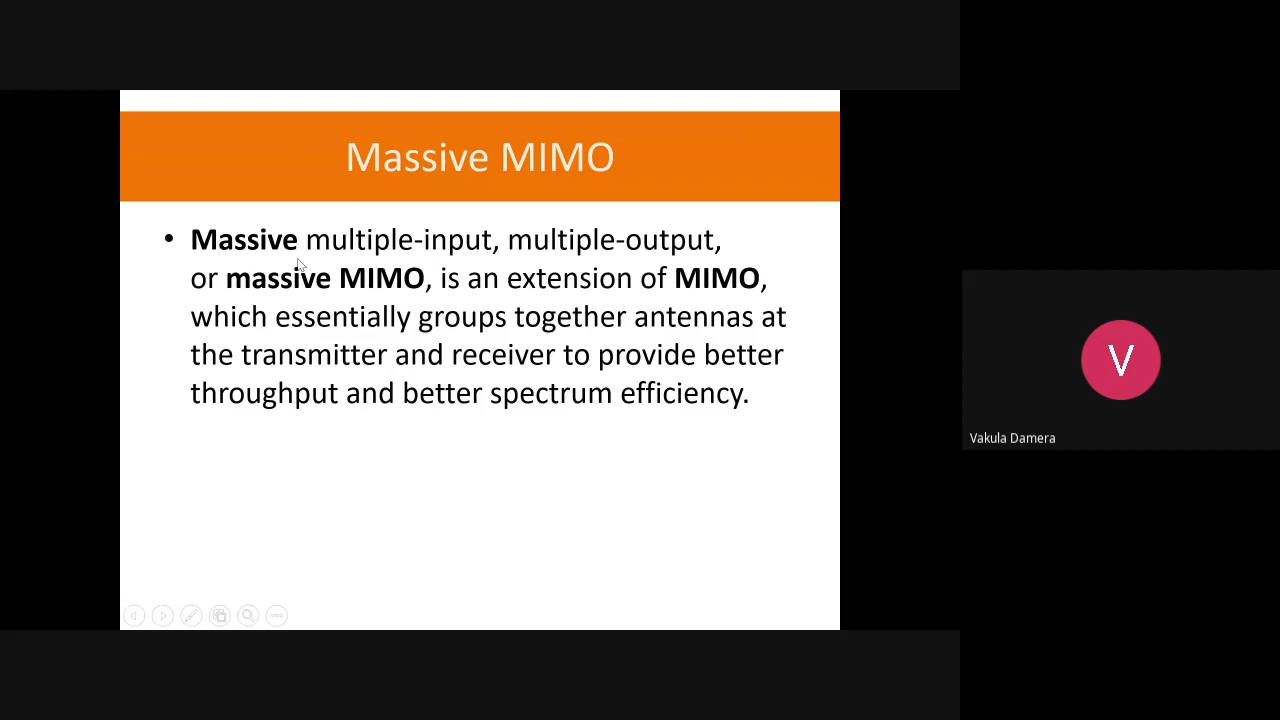 Massive MIMO
• Massive multiple-input, multiple-output,
or massive MIMO, is an extension of MIMO,
which essentially groups together antennas at
the transmitter and receiver to provide better
throughput and better spectrum efficiency.
V
Vakula Damera